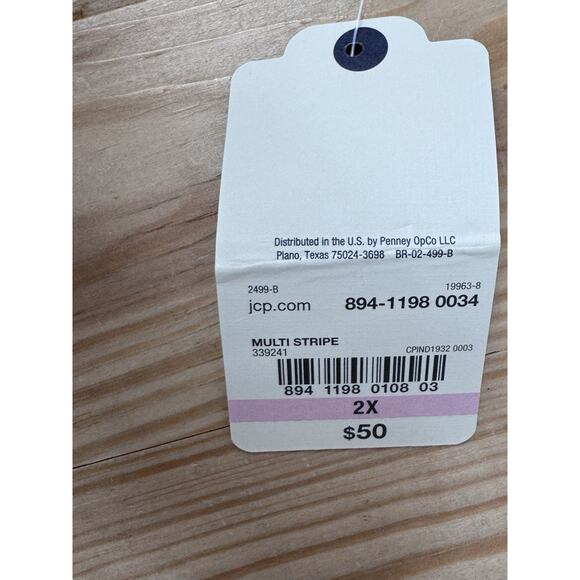 Distributed in the U.S. by Penney OpCo LLC
Plano, Texas 75024-3698 BR-02-499-B
2499-B 19963-8
jcp.com 894-1198 0034
MULTI STRIPE
339241 CPIND1932 0003
894 1198 0108 03
2X
$50